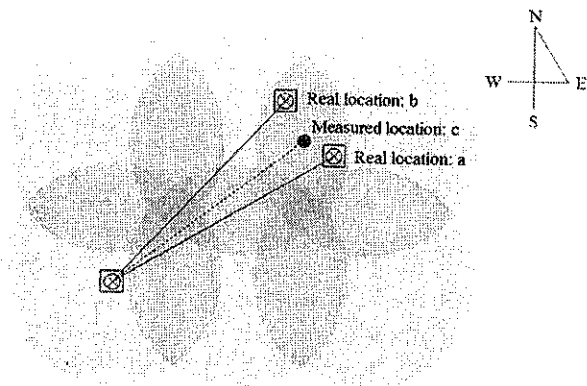 N
W E
S
Real location: b
Measured location: c
Real location: a